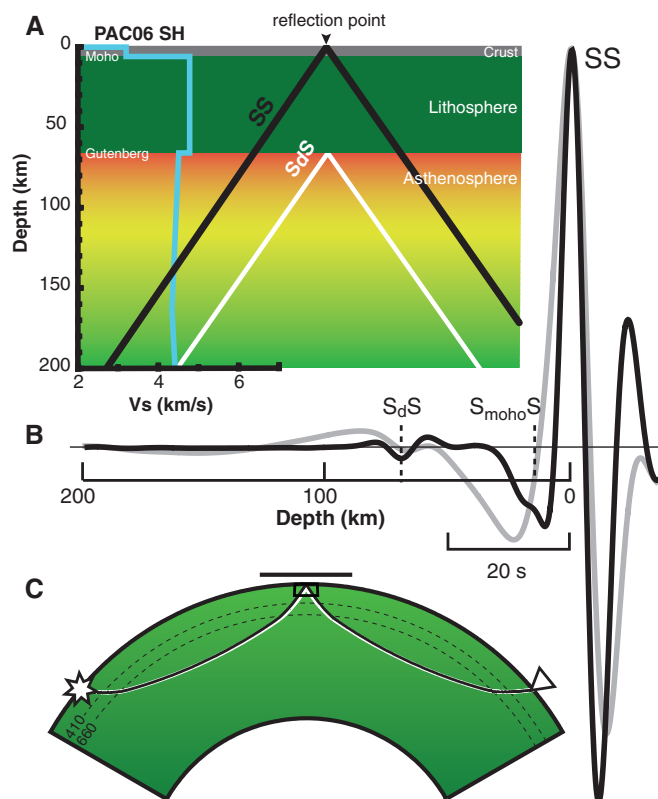 A
PAC06 SH
reflection point
0
50
100
150
200
Depth (km)
Moho
Gutenberg
Crust
Lithosphere
Asthenosphere
SS
SdS
2
4
6
Vs (km/s)
SS
B
SdS
SmohoS
200
100
0
Depth (km)
20 s
C
410
660